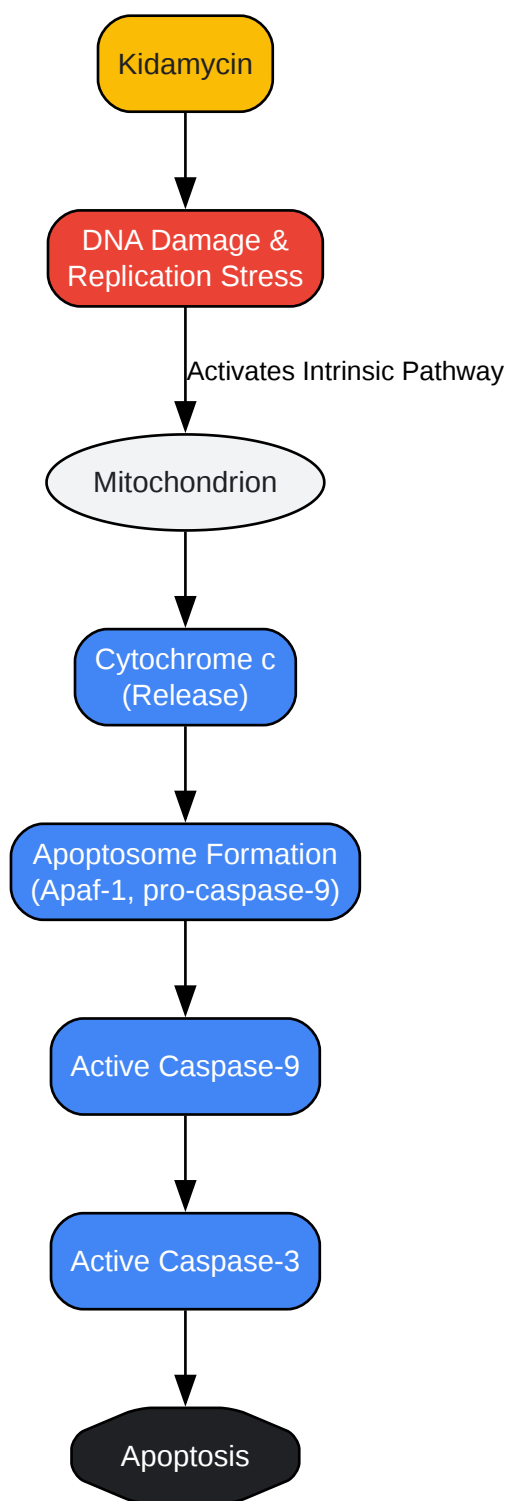 Kidamycin
DNA Damage &
Replication Stress
Activates Intrinsic Pathway
Mitochondrion
Cytochrome c
(Release)
Apoptosome Formation
(Apaf-1, pro-caspase-9)
Active Caspase-9
Active Caspase-3
Apoptosis